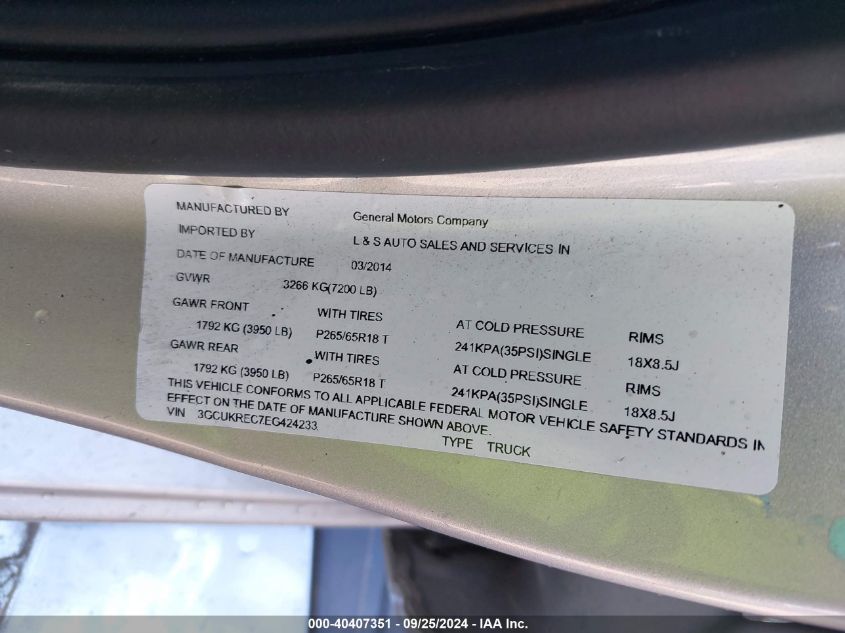 MANUFACTURED BY General Motors Company
IMPORTED BY L & S AUTO SALES AND SERVICES IN
DATE OF MANUFACTURE 03/2014
GVWR 3266 KG(7200 LB)
GAWR FRONT WITH TIRES AT COLD PRESSURE RIMS
1792 KG (3950 LB) P265/65R18 T 241KPA(35PSI)SINGLE 18X8.5J
GAWR REAR WITH TIRES AT COLD PRESSURE RIMS
1792 KG (3950 LB) P265/65R18 T 241KPA(35PSI)SINGLE 18X8.5J
THIS VEHICLE CONFORMS TO ALL APPLICABLE FEDERAL MOTOR VEHICLE SAFETY STANDARDS IN
EFFECT ON THE DATE OF MANUFACTURE SHOWN ABOVE.
VIN 3GCUKREC7EG424233 TYPE TRUCK
000-40407351 - 09/25/2024 - IAA Inc.